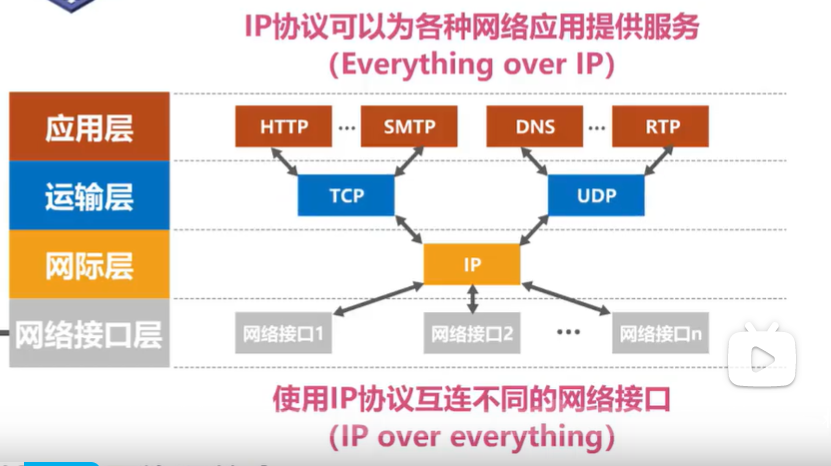 IP协议可以为各种网络应用提供服务
(Everything over IP)
应用层
HTTP ··· SMTP DNS ··· RTP
运输层
TCP UDP
网际层
IP
网络接口层
网络接口1 网络接口2 ··· 网络接口n
使用IP协议互连不同的网络接口
(IP over everything)